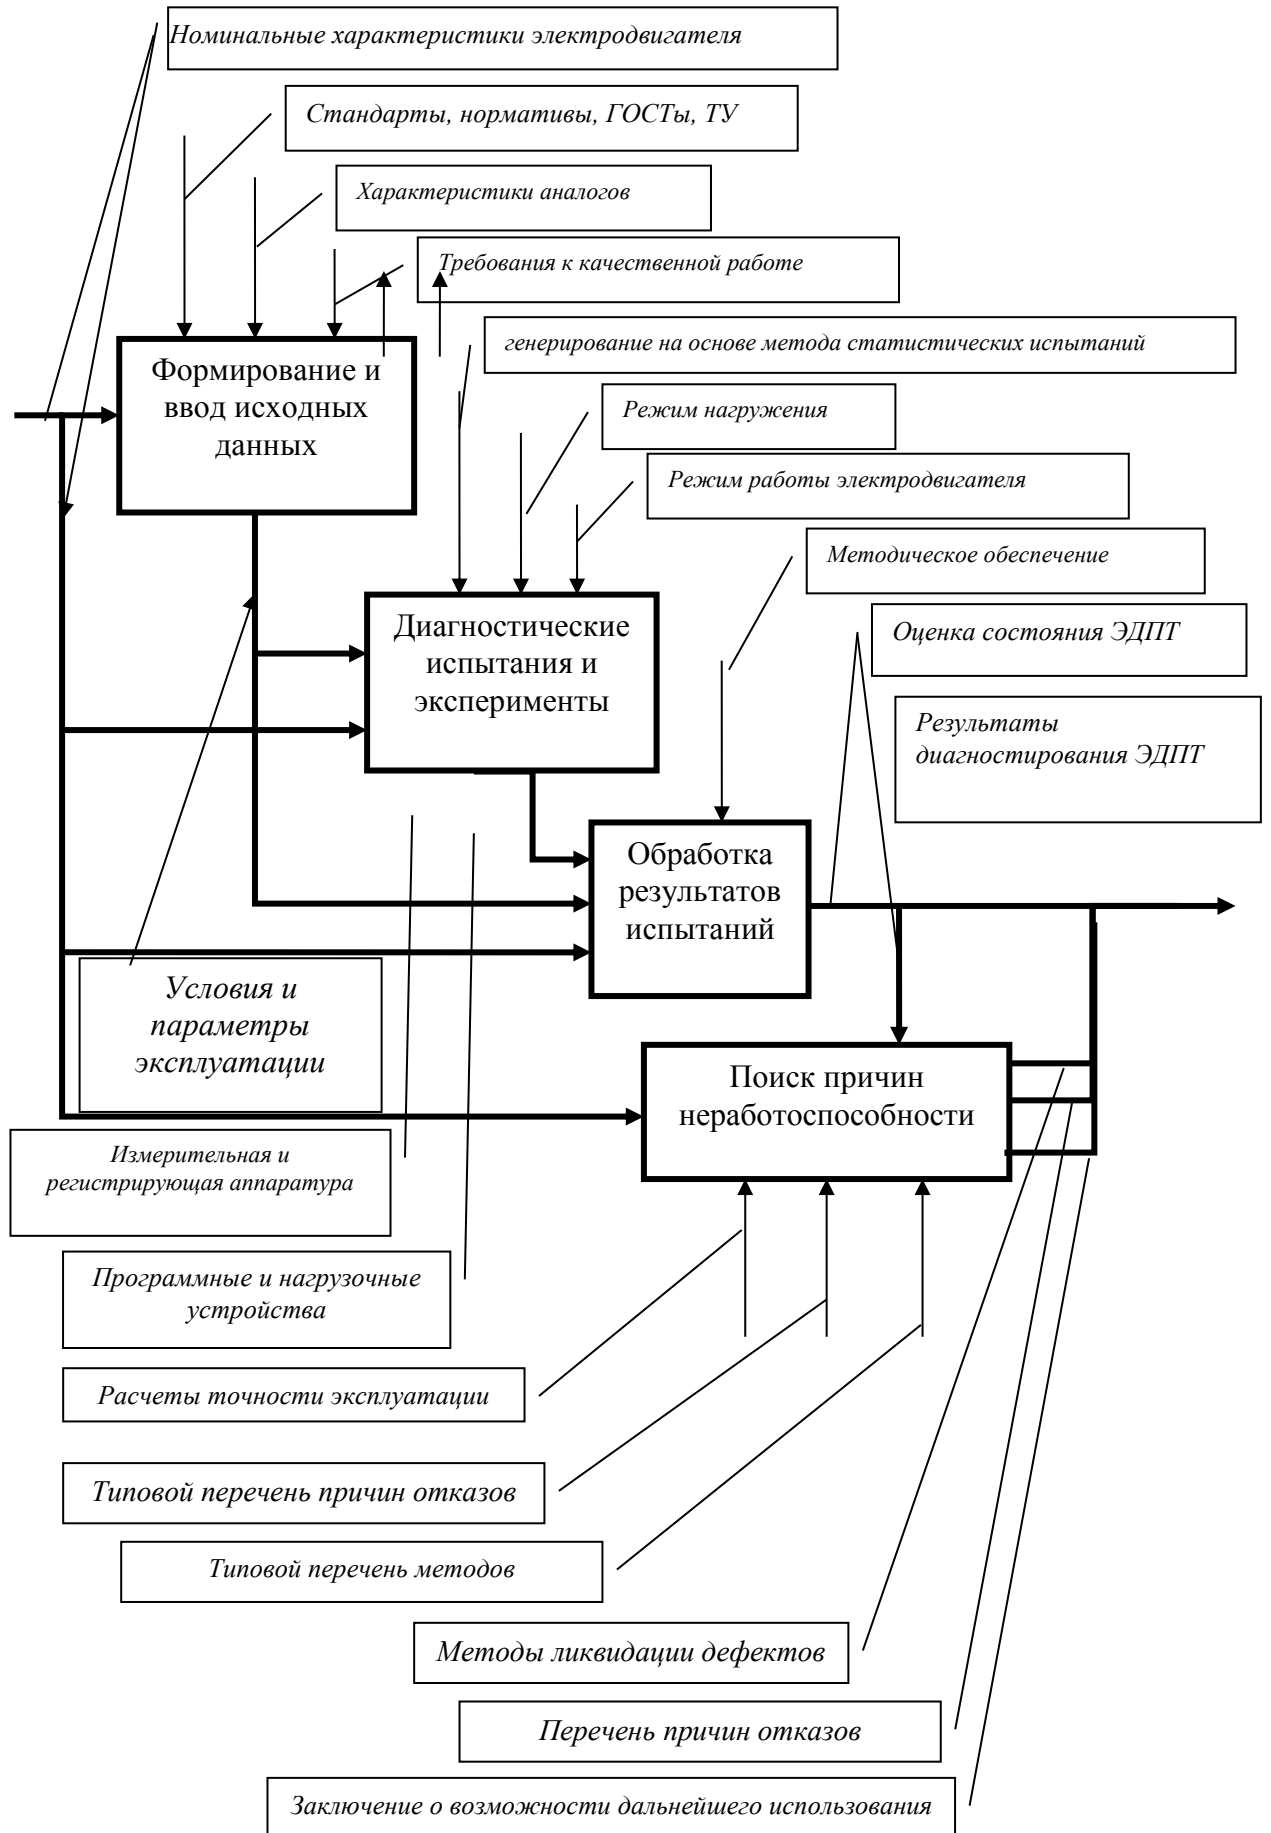 Номинальные характеристики электродвигателя
Стандарты, нормативы, ГОСТы, ТУ
Характеристики аналогов
Требования к качественной работе
генерирование на основе метода статистических испытаний
Формирование и
ввод исходных
данных
Режим нагружения
Режим работы электродвигателя
Методическое обеспечение
Диагностические
испытания и
эксперименты
Оценка состояния ЭДПТ
Результаты
диагностирования ЭДПТ
Обработка
результатов
испытаний
Условия и
параметры
эксплуатации
Поиск причин
неработоспособности
Измерительная и
регистрирующая аппаратура
Программные и нагрузочные
устройства
Расчеты точности эксплуатации
Типовой перечень причин отказов
Типовой перечень методов
Методы ликвидации дефектов
Перечень причин отказов
Заключение о возможности дальнейшего использования